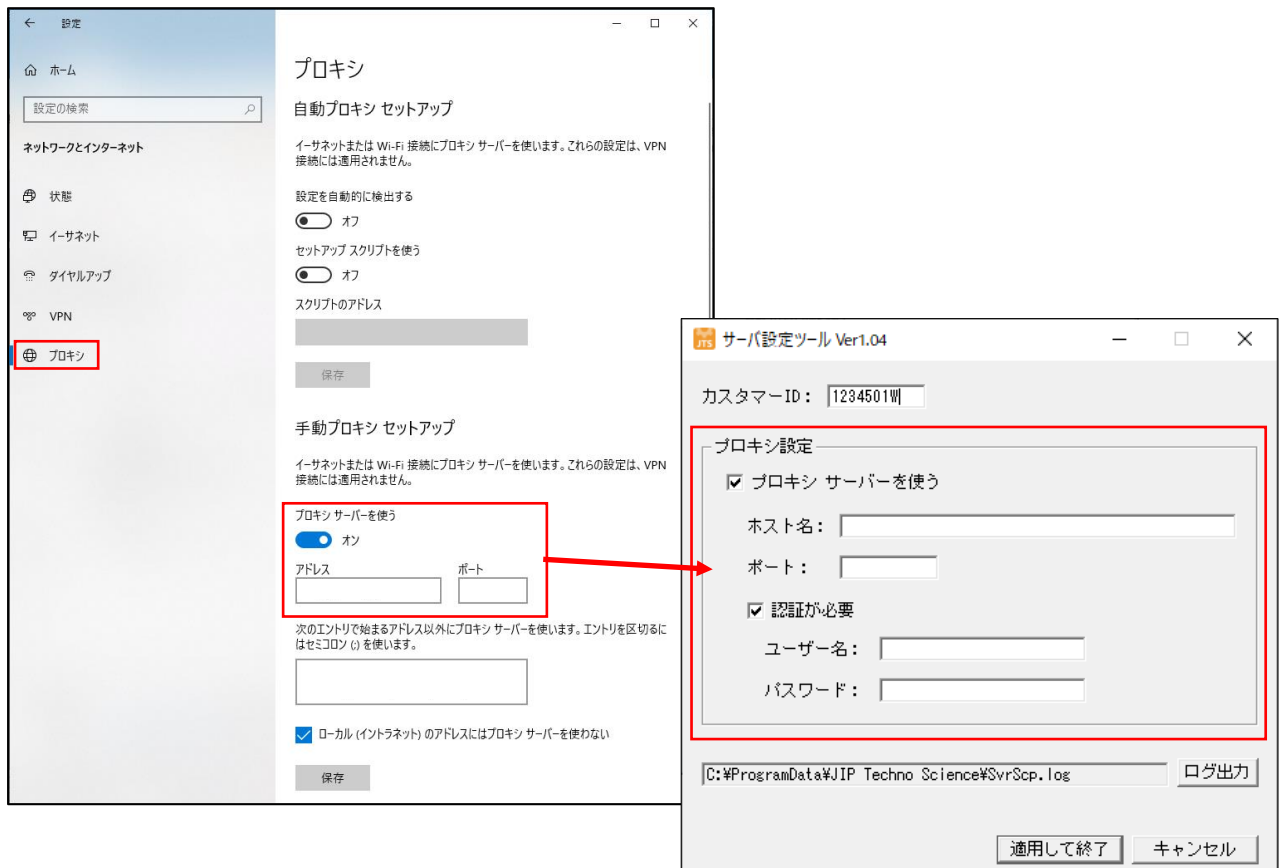 設定
ホーム
設定の検索
ネットワークとインターネット
状態
イーサネット
ダイヤルアップ
VPN
プロキシ
プロキシ
自動プロキシ セットアップ
イーサネットまたは Wi-Fi 接続にプロキシ サーバーを使います。これらの設定は、VPN
接続には適用されません。
設定を自動的に検出する
オフ
セットアップ スクリプトを使う
オフ
スクリプトのアドレス
保存
手動プロキシ セットアップ
イーサネットまたは Wi-Fi 接続にプロキシ サーバーを使います。これらの設定は、VPN
接続には適用されません。
プロキシ サーバーを使う
オン
アドレス ポート
次のエントリで始まるアドレス以外にプロキシ サーバーを使います。エントリを区切るに
はセミコロン (;) を使います。
ローカル (イントラネット) のアドレスにはプロキシ サーバーを使わない
保存
JTS サーバ設定ツール Ver1.04
カスタマーID： 1234501W
プロキシ設定
プロキシ サーバーを使う
ホスト名：
ポート：
認証が必要
ユーザー名：
パスワード：
C:¥ProgramData¥JIP Techno Science¥SvrScp.log ログ出力
適用して終了 キャンセル